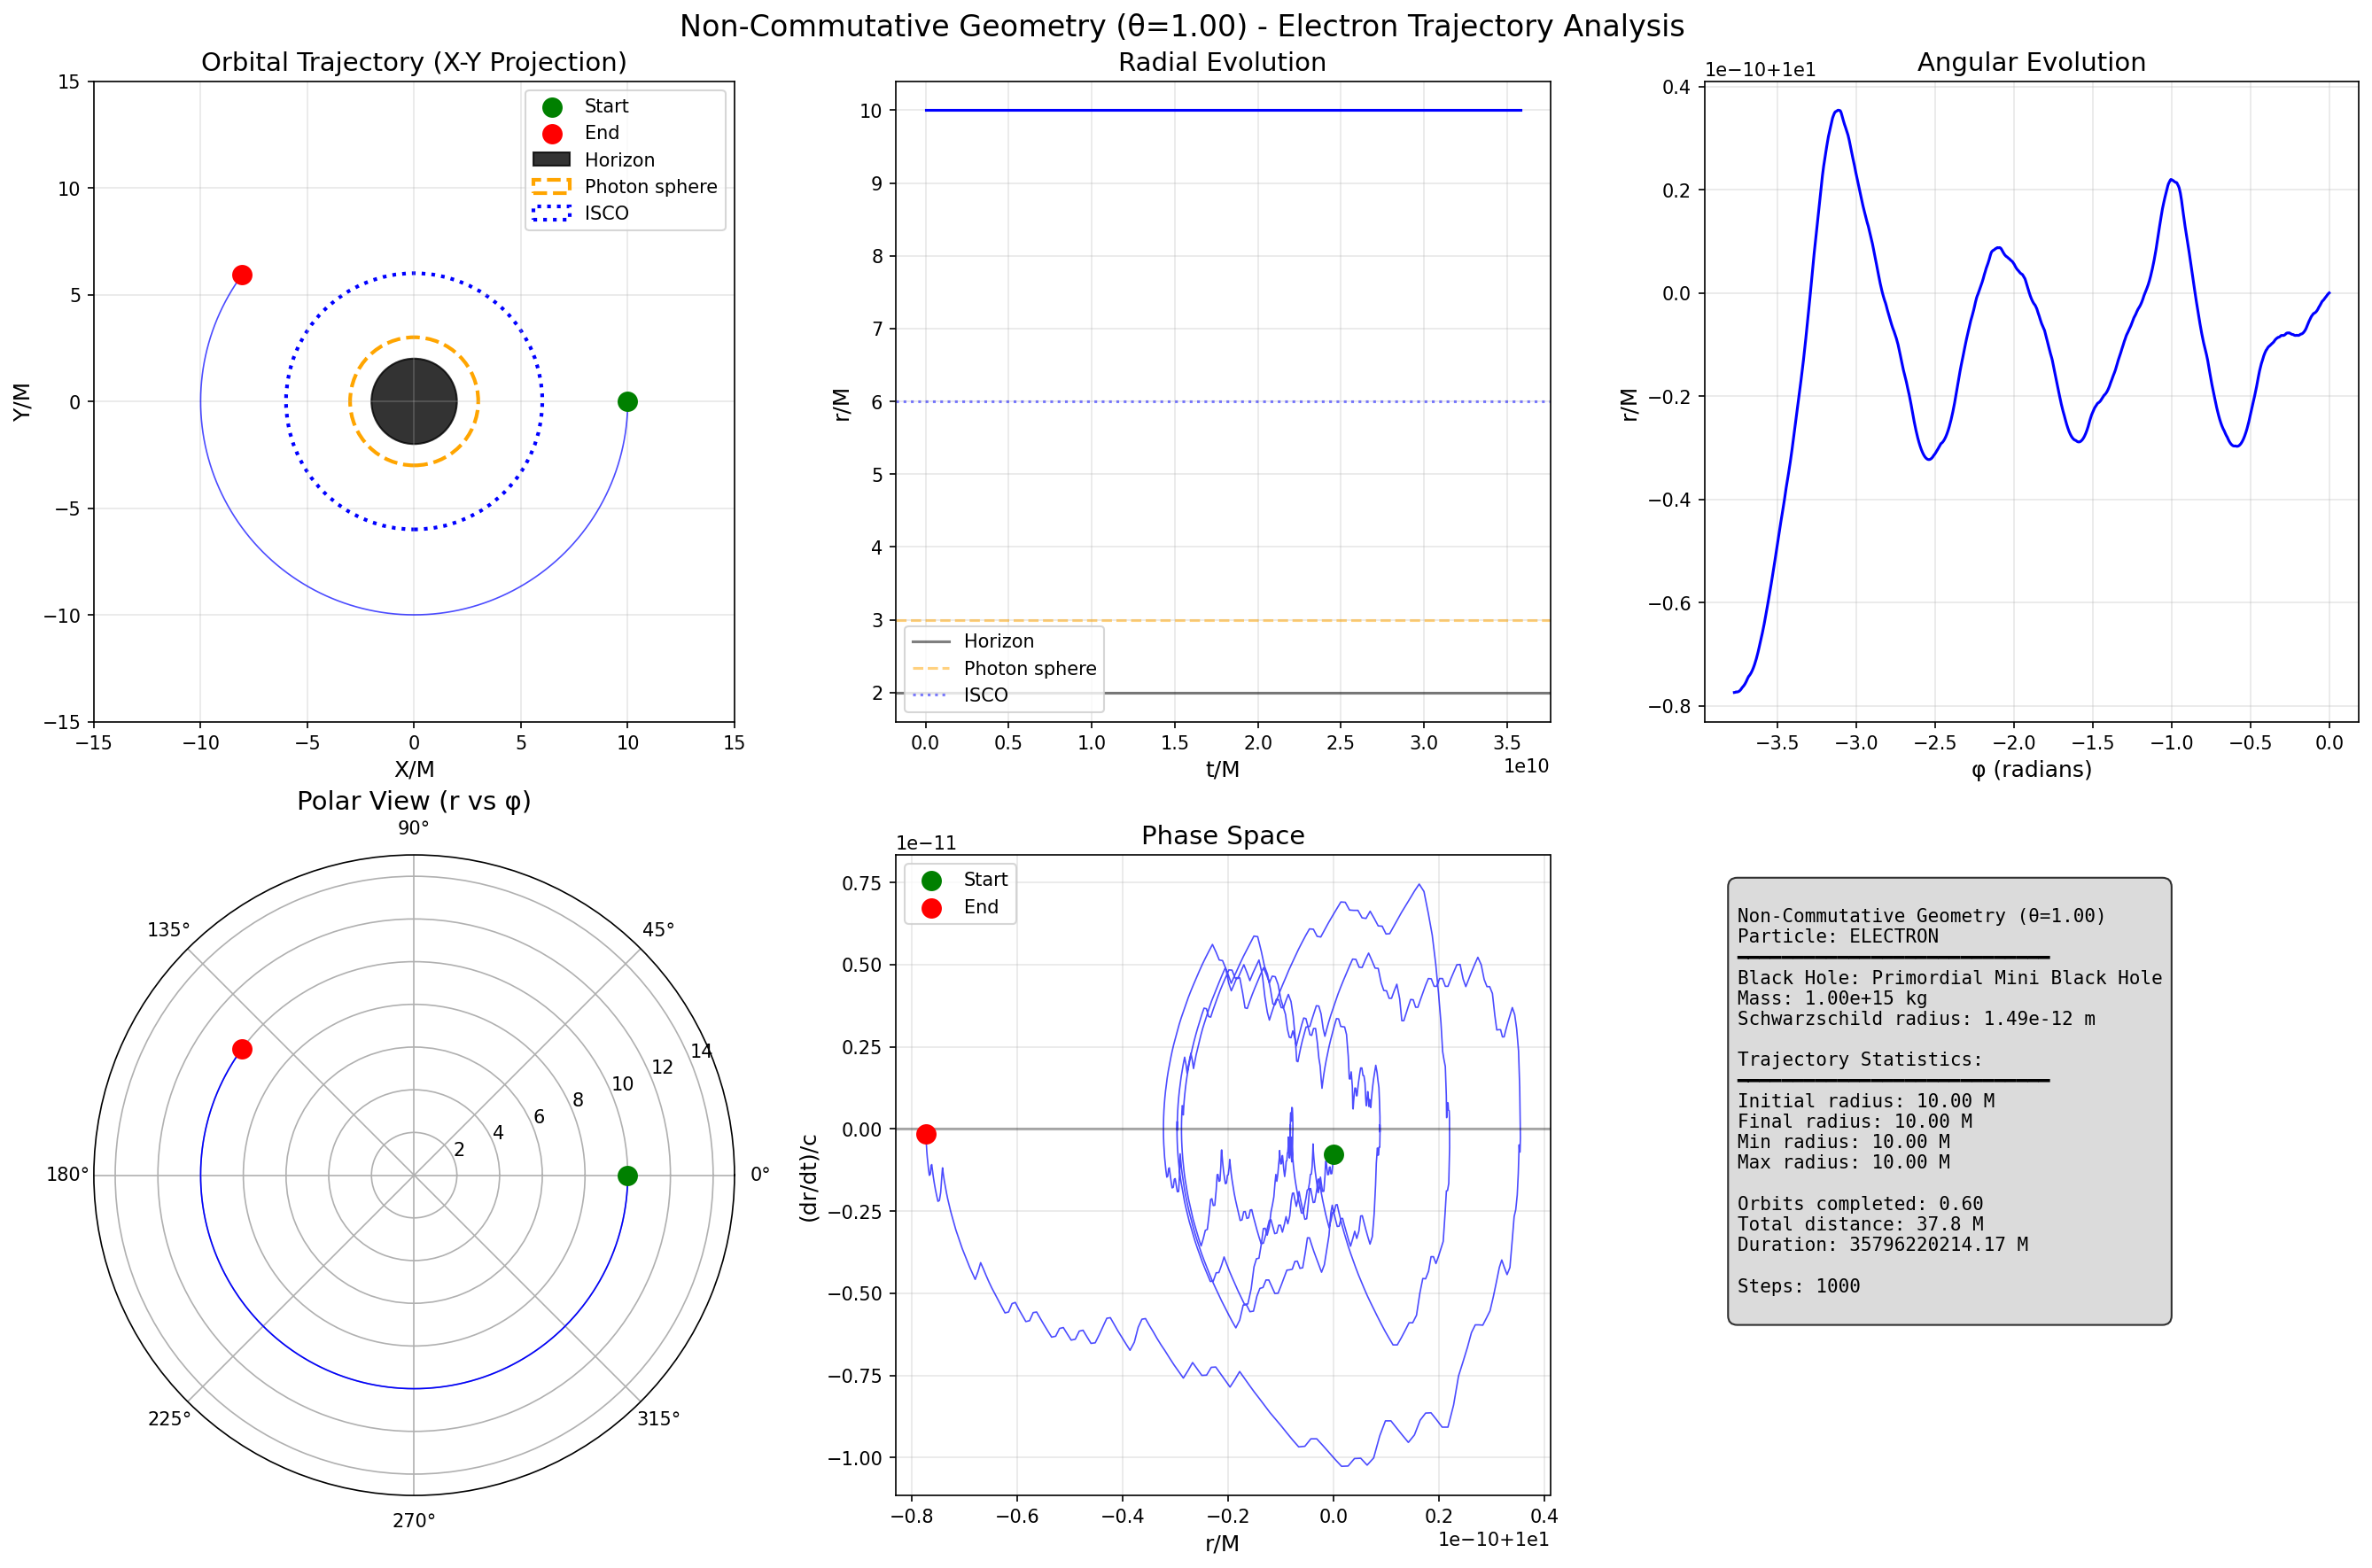 Non-Commutative Geometry (θ=1.00) - Electron Trajectory Analysis
Orbital Trajectory (X-Y Projection)
15
10
5
0
−5
−10
−15
Y/M
−15
−10
−5
0
5
10
15
X/M
Start
End
Horizon
Photon sphere
ISCO
Radial Evolution
10
9
8
7
6
5
4
3
2
r/M
Horizon
Photon sphere
ISCO
0.0
0.5
1.0
1.5
2.0
2.5
3.0
3.5
1e10
t/M
Angular Evolution
1e−10+1e1
0.4
0.2
0.0
−0.2
−0.4
−0.6
−0.8
r/M
−3.5
−3.0
−2.5
−2.0
−1.5
−1.0
−0.5
0.0
φ (radians)
Polar View (r vs φ)
90°
135°
45°
180°
0°
225°
315°
270°
2
4
6
8
10
12
14
Phase Space
1e−11
Start
End
0.75
0.50
0.25
0.00
−0.25
−0.50
−0.75
−1.00
(dr/dt)/c
−0.8
−0.6
−0.4
−0.2
0.0
0.2
0.4
1e−10+1e1
r/M
Non-Commutative Geometry (θ=1.00)
Particle: ELECTRON
Black Hole: Primordial Mini Black Hole
Mass: 1.00e+15 kg
Schwarzschild radius: 1.49e-12 m
Trajectory Statistics:
Initial radius: 10.00 M
Final radius: 10.00 M
Min radius: 10.00 M
Max radius: 10.00 M
Orbits completed: 0.60
Total distance: 37.8 M
Duration: 35796220214.17 M
Steps: 1000